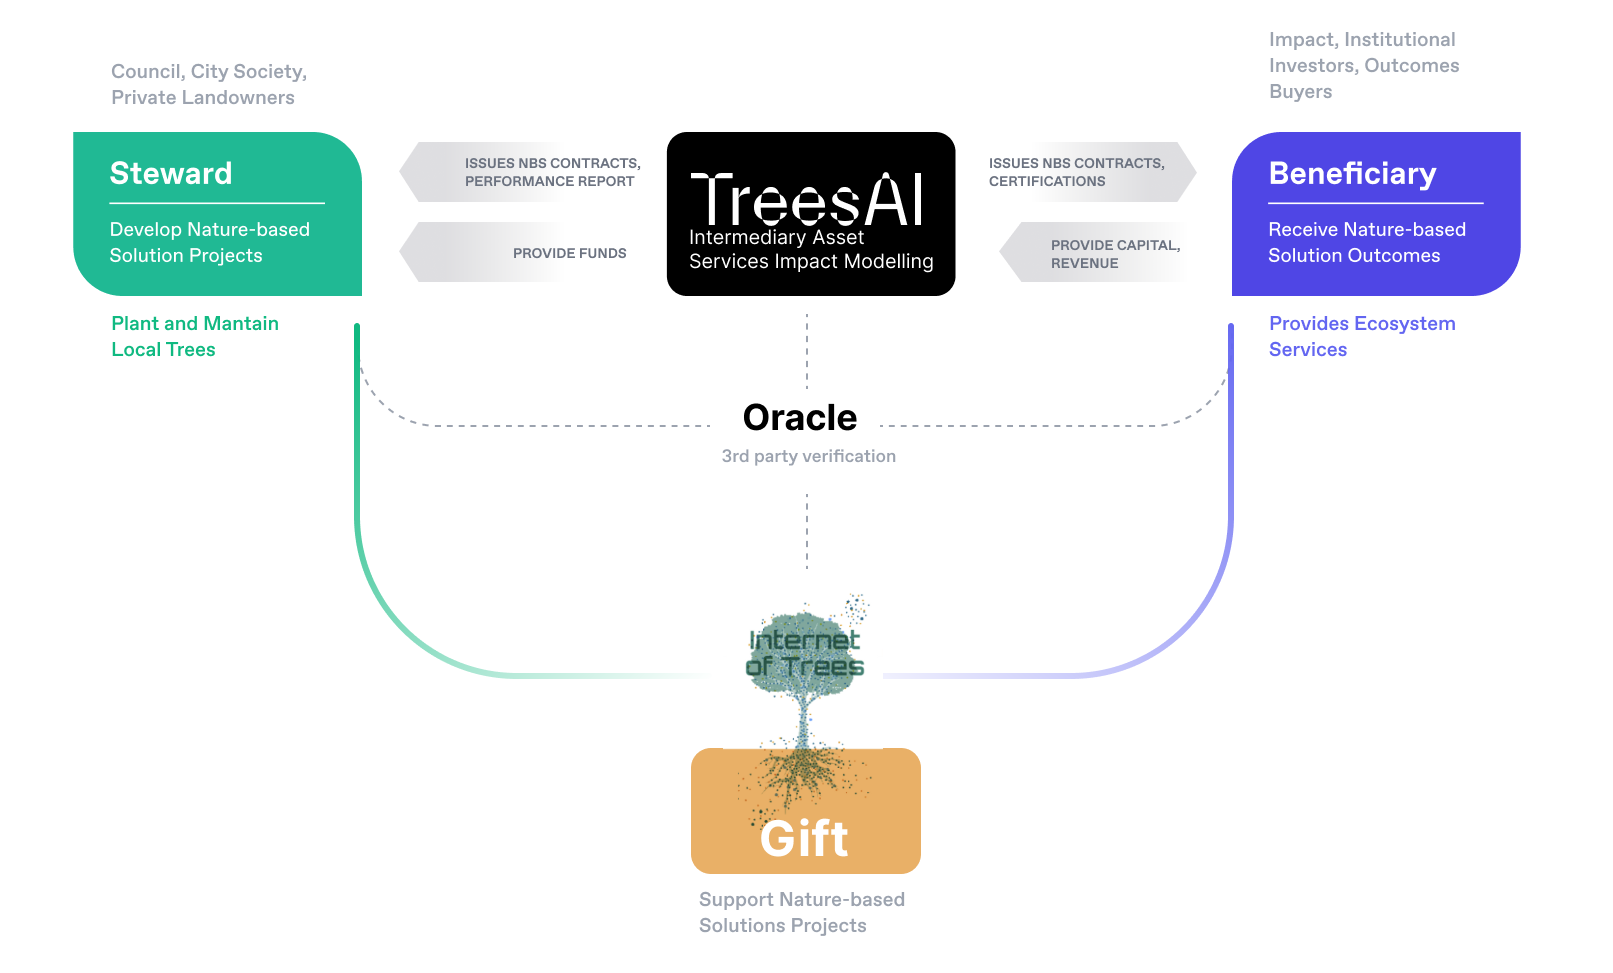 Council, City Society,
Private Landowners
Steward
Develop Nature-based
Solution Projects
Plant and Mantain
Local Trees
ISSUES NBS CONTRACTS,
PERFORMANCE REPORT
PROVIDE FUNDS
TreesAI
Intermediary Asset
Services Impact Modelling
ISSUES NBS CONTRACTS,
CERTIFICATIONS
PROVIDE CAPITAL,
REVENUE
Impact, Institutional
Investors, Outcomes
Buyers
Beneficiary
Receive Nature-based
Solution Outcomes
Provides Ecosystem
Services
Oracle
3rd party verification
Internet
of Trees
Gift
Support Nature-based
Solutions Projects